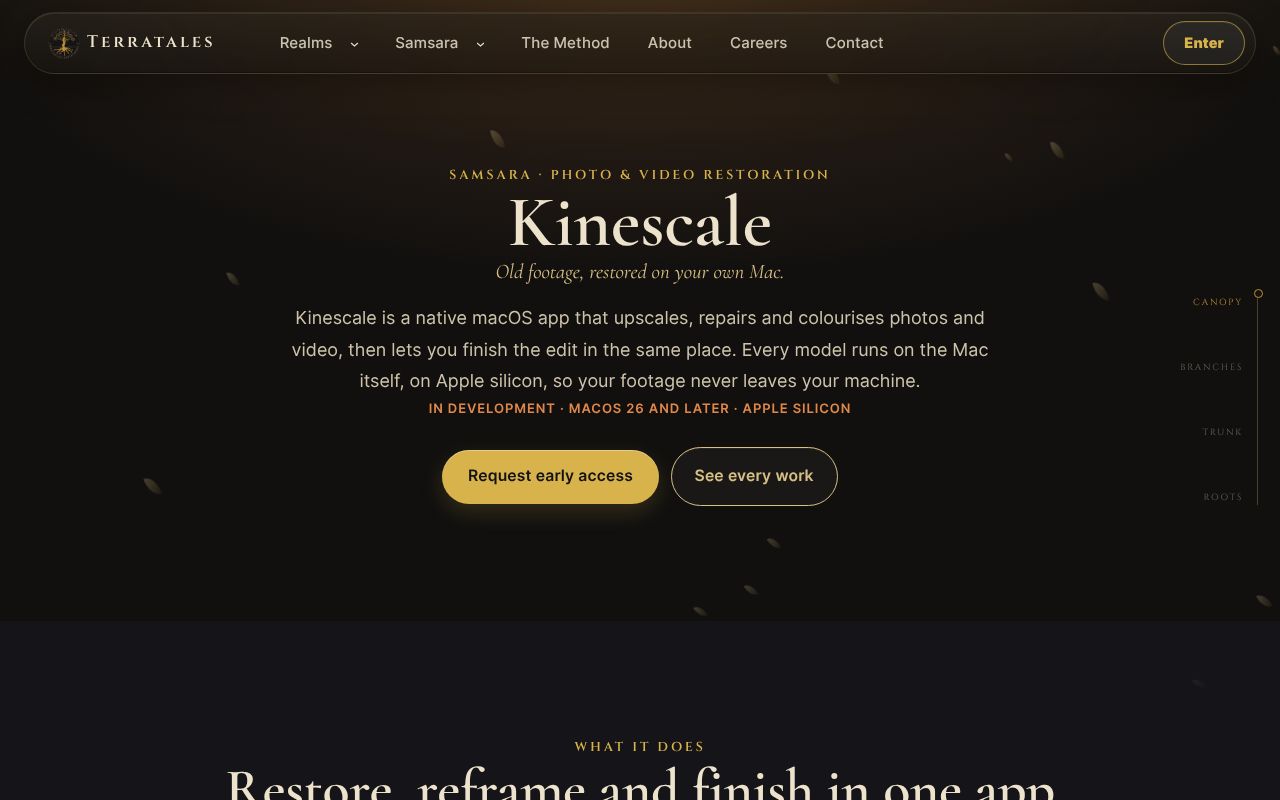 TERRATALES
Realms
Samsara
The Method
About
Careers
Contact
Enter
SAMSARA · PHOTO & VIDEO RESTORATION
Kinescale
Old footage, restored on your own Mac.
Kinescale is a native macOS app that upscales, repairs and colourises photos and
video, then lets you finish the edit in the same place. Every model runs on the Mac
itself, on Apple silicon, so your footage never leaves your machine.
IN DEVELOPMENT · MACOS 26 AND LATER · APPLE SILICON
Request early access
See every work
CANOPY
BRANCHES
TRUNK
ROOTS
WHAT IT DOES
Restore, reframe and finish in one app